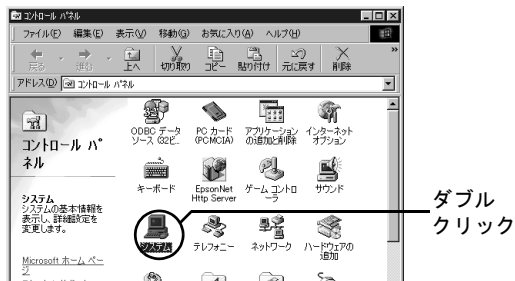 コントロール パネル
ファイル(F) 編集(E) 表示(V) 移動(G) お気に入り(A) ヘルプ(H)
戻る 進む 上へ 切り取り コピー 貼り付け 元に戻す 削除 »
アドレス(D) コントロール パネル
コントロール パ
ネル
システム
システムの基本情報を
表示し、詳細設定を
変更します。
Microsoft ホーム ペー
ジ
ODBC データ
ソース (32ビ...
PC カード
(PCMCIA)
アプリケーション
の追加と削除
インターネット
オプション
キーボード
EpsonNet
Http Server
ゲーム コントロ
ーラ
サウンド
システム
テレフォニー
ネットワーク
ハードウェアの
追加
ダブル
クリック